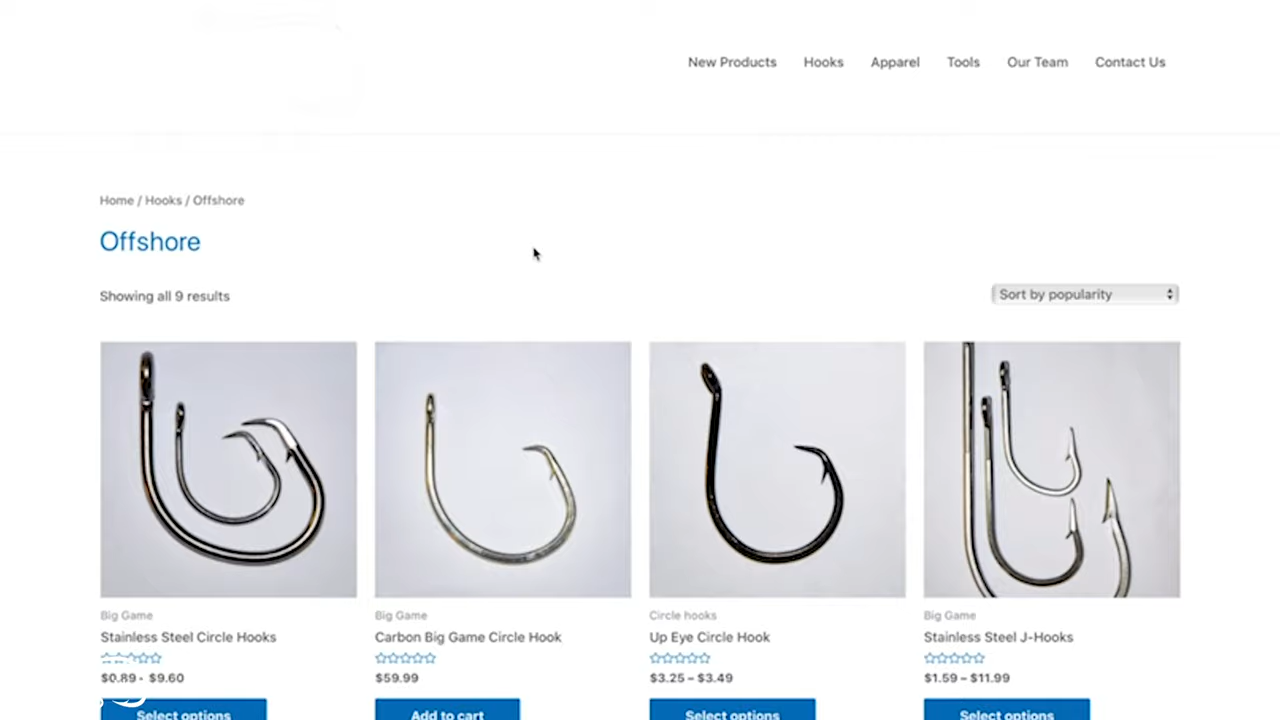 New Products Hooks Apparel Tools Our Team Contact Us
Home / Hooks / Offshore
Offshore
Showing all 9 results
Sort by popularity
Big Game
Stainless Steel Circle Hooks
$0.89 - $9.60
Select options
Big Game
Carbon Big Game Circle Hook
$59.99
Add to cart
Circle hooks
Up Eye Circle Hook
$3.25 – $3.49
Select options
Big Game
Stainless Steel J-Hooks
$1.59 – $11.99
Select options